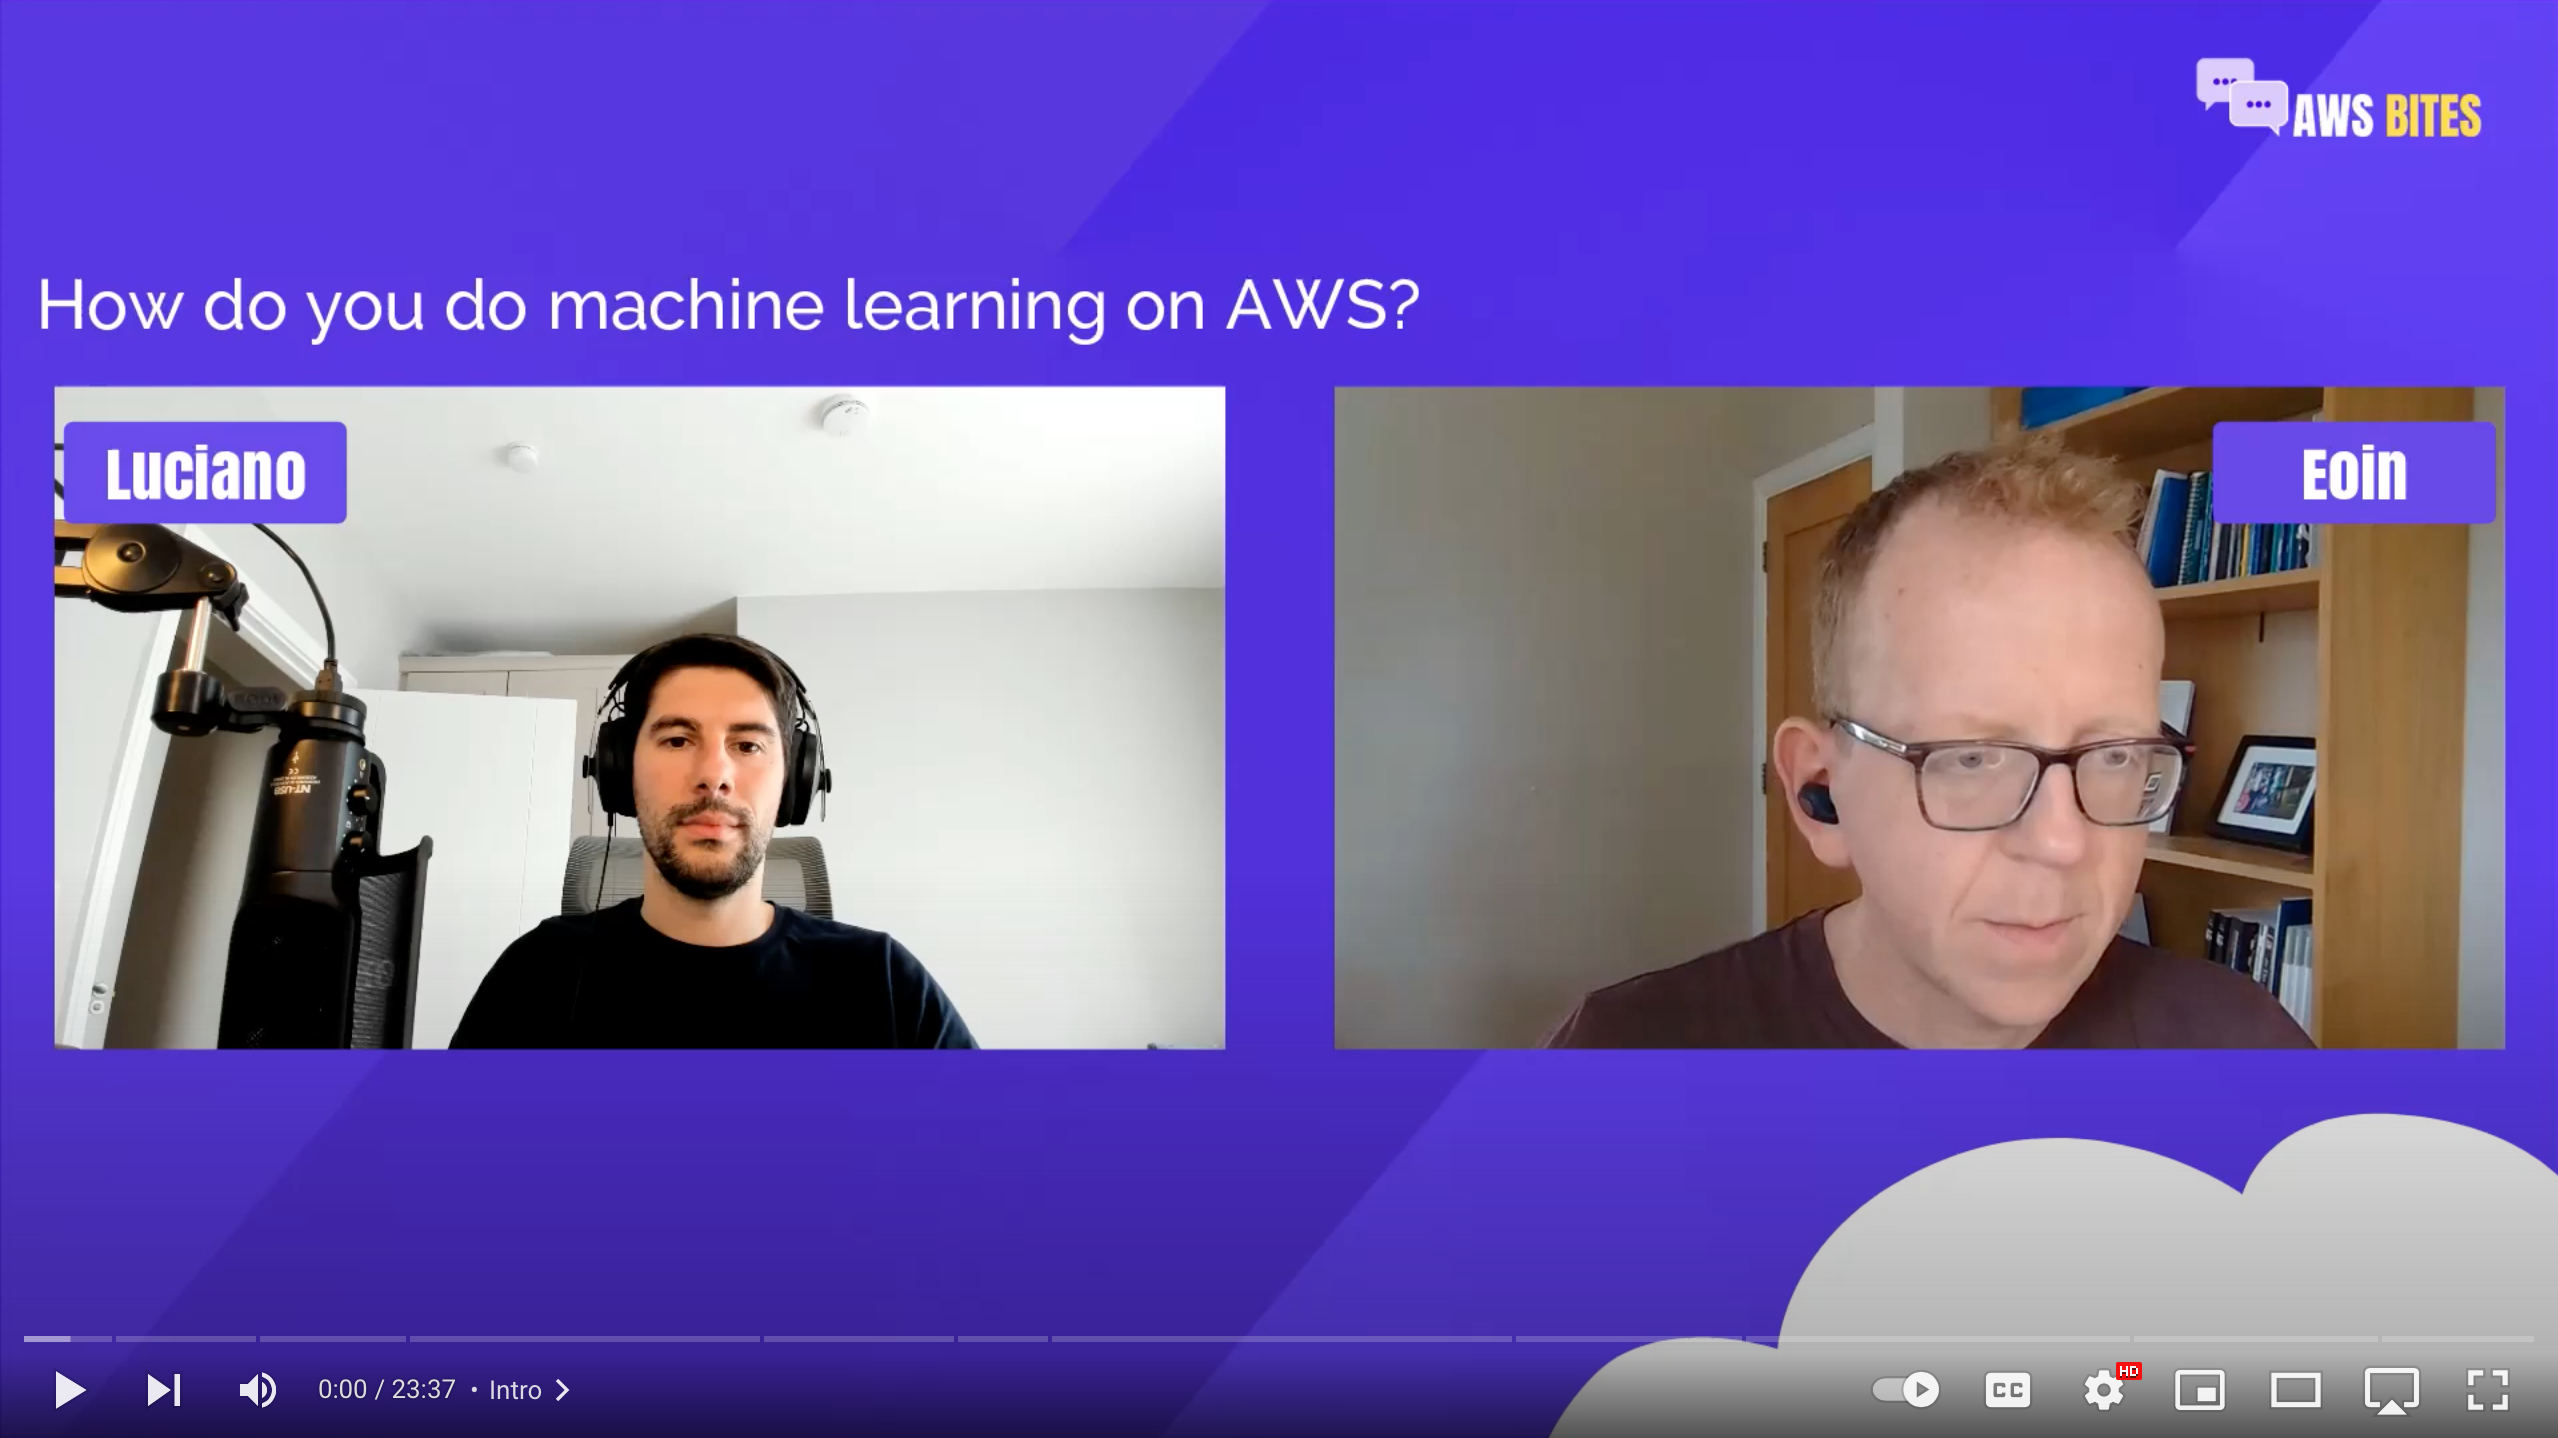 AWS BITES
How do you do machine learning on AWS?
Luciano
Eoin
NT-USB
0:00 / 23:37 • Intro
CC
HD